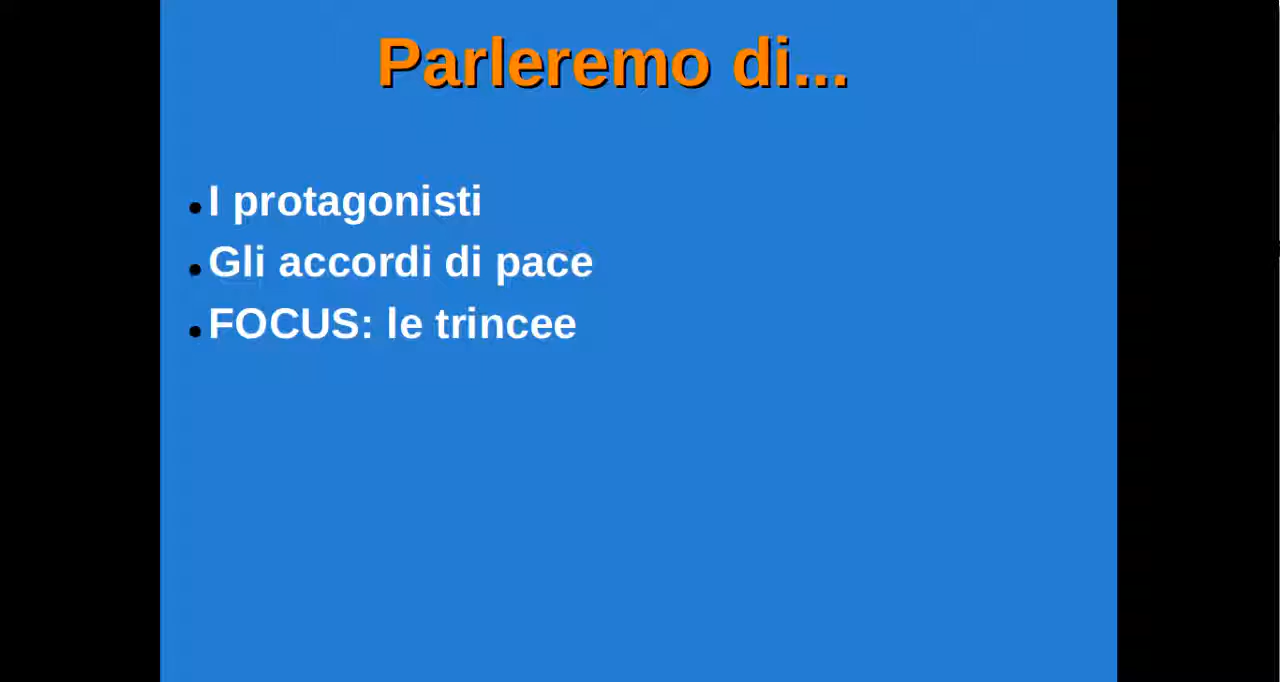 Parleremo di...
I protagonisti
Gli accordi di pace
FOCUS: le trincee